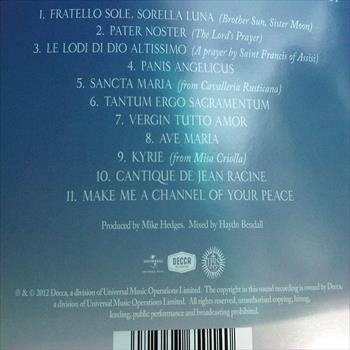 1. FRATELLO SOLE, SORELLA LUNA (Brother Sun, Sister Moon)
2. PATER NOSTER (The Lord's Prayer)
3. LE LODI DI DIO ALTISSIMO (A prayer by Saint Francis of Assisi)
4. PANIS ANGELICUS
5. SANCTA MARIA (from Cavalleria Rusticana)
6. TANTUM ERGO SACRAMENTUM
7. VERGIN TUTTO AMOR
8. AVE MARIA
9. KYRIE (from Misa Criolla)
10. CANTIQUE DE JEAN RACINE
11. MAKE ME A CHANNEL OF YOUR PEACE
Produced by Mike Hedges. Mixed by Haydn Bendall
UNIVERSAL
DECCA
℗ & © 2012 Decca, a division of Universal Music Operations Limited. The copyright in this sound recording is owned by Decca,
a division of Universal Music Operations Limited. All rights reserved, unauthorised copying, hiring,
lending, public performance and broadcasting prohibited.